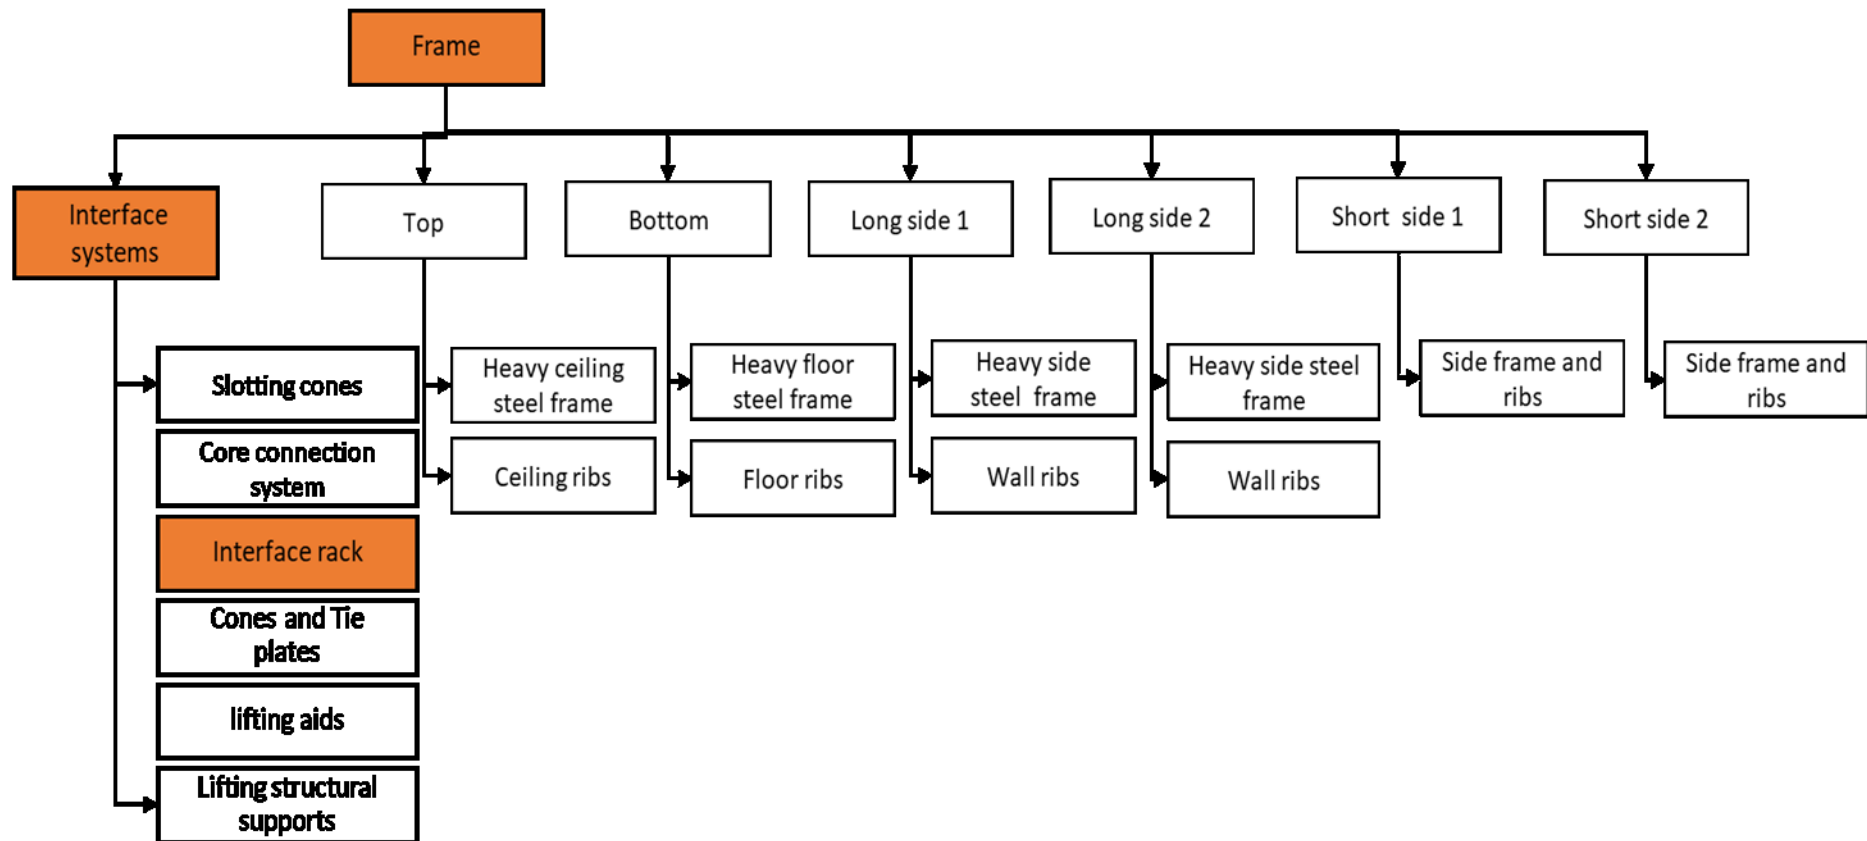 Frame
Interface
systems
Top
Bottom
Long side 1
Long side 2
Short side 1
Short side 2
Slotting cones
Core connection
system
Interface rack
Cones and Tie
plates
lifting aids
Lifting structural
supports
Heavy ceiling
steel frame
Ceiling ribs
Heavy floor
steel frame
Floor ribs
Heavy side
steel frame
Wall ribs
Heavy side steel
frame
Wall ribs
Side frame and
ribs
Side frame and
ribs